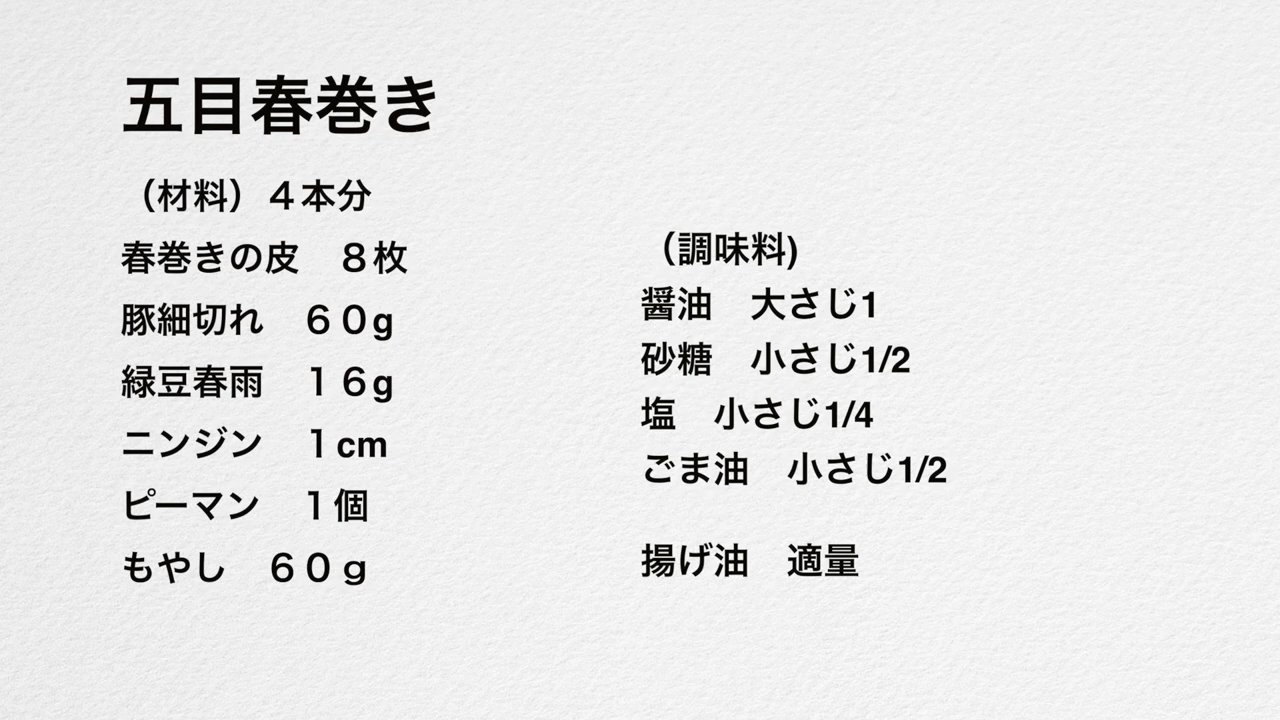 五目春巻き
（材料）４本分
春巻きの皮　８枚
豚細切れ　６０g
緑豆春雨　１６g
ニンジン　１cm
ピーマン　１個
もやし　６０ｇ
（調味料)
醤油　大さじ1
砂糖　小さじ1/2
塩　小さじ1/4
ごま油　小さじ1/2
揚げ油　適量